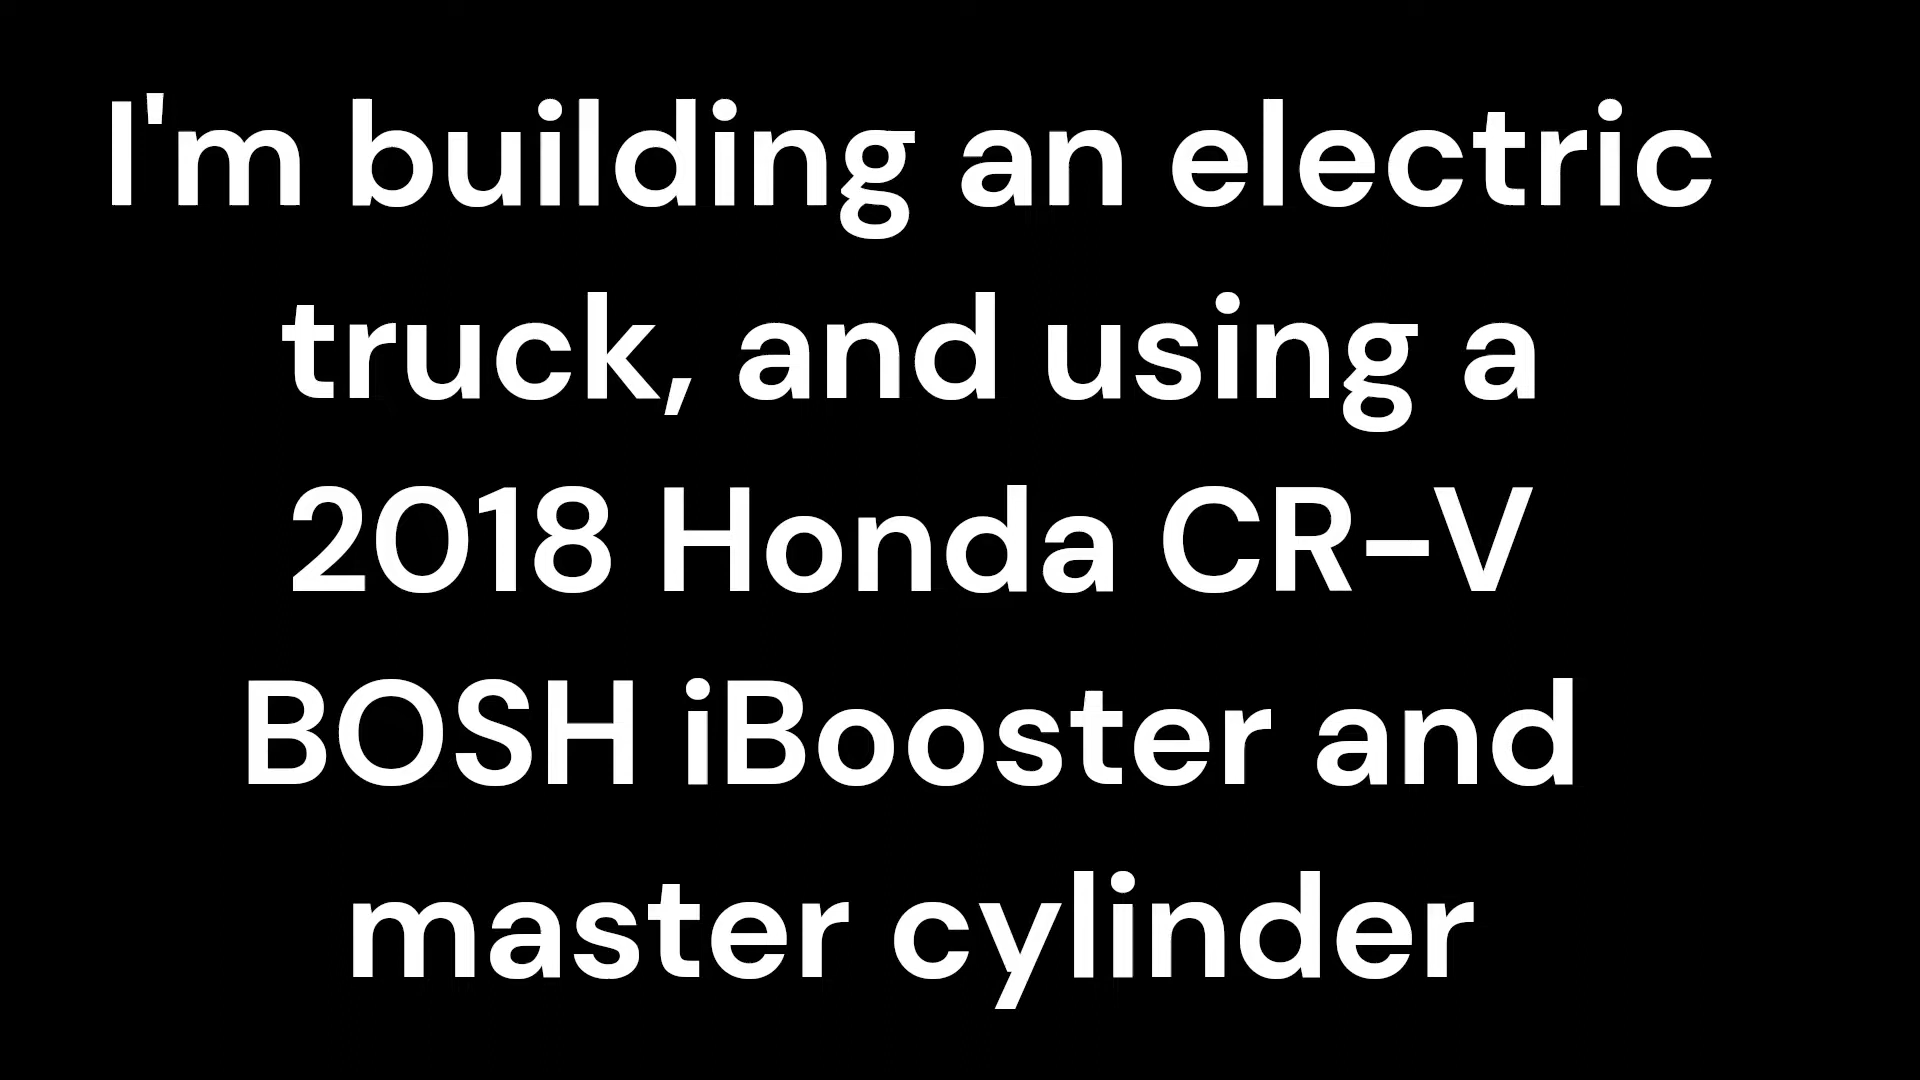 I'm building an electric
truck, and using a
2018 Honda CR-V
BOSH iBooster and
master cylinder